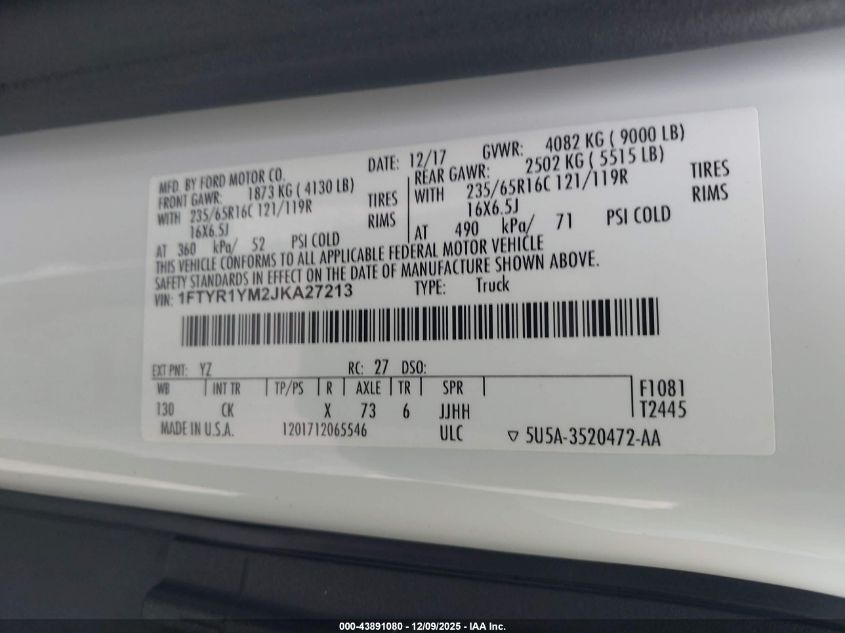 MFD. BY FORD MOTOR CO. DATE: 12/17 GVWR: 4082 KG ( 9000 LB)
FRONT GAWR: 1873 KG ( 4130 LB) REAR GAWR: 2502 KG ( 5515 LB)
WITH 235/65R16C 121/119R TIRES WITH 235/65R16C 121/119R TIRES
16X6.5J RIMS 16X6.5J RIMS
AT 360 kPa/ 52 PSI COLD AT 490 kPa/ 71 PSI COLD
THIS VEHICLE CONFORMS TO ALL APPLICABLE FEDERAL MOTOR VEHICLE
SAFETY STANDARDS IN EFFECT ON THE DATE OF MANUFACTURE SHOWN ABOVE.
VIN: 1FTYR1YM2JKA27213 TYPE: Truck
EXT PNT: YZ RC: 27 DSO:
WB INT TR TP/PS R AXLE TR SPR F1081
130 CK X 73 6 JJHH T2445
MADE IN U.S.A. 1201712065546 ULC ▽ 5U5A-3520472-AA
000-43891080 - 12/09/2025 - IAA Inc.